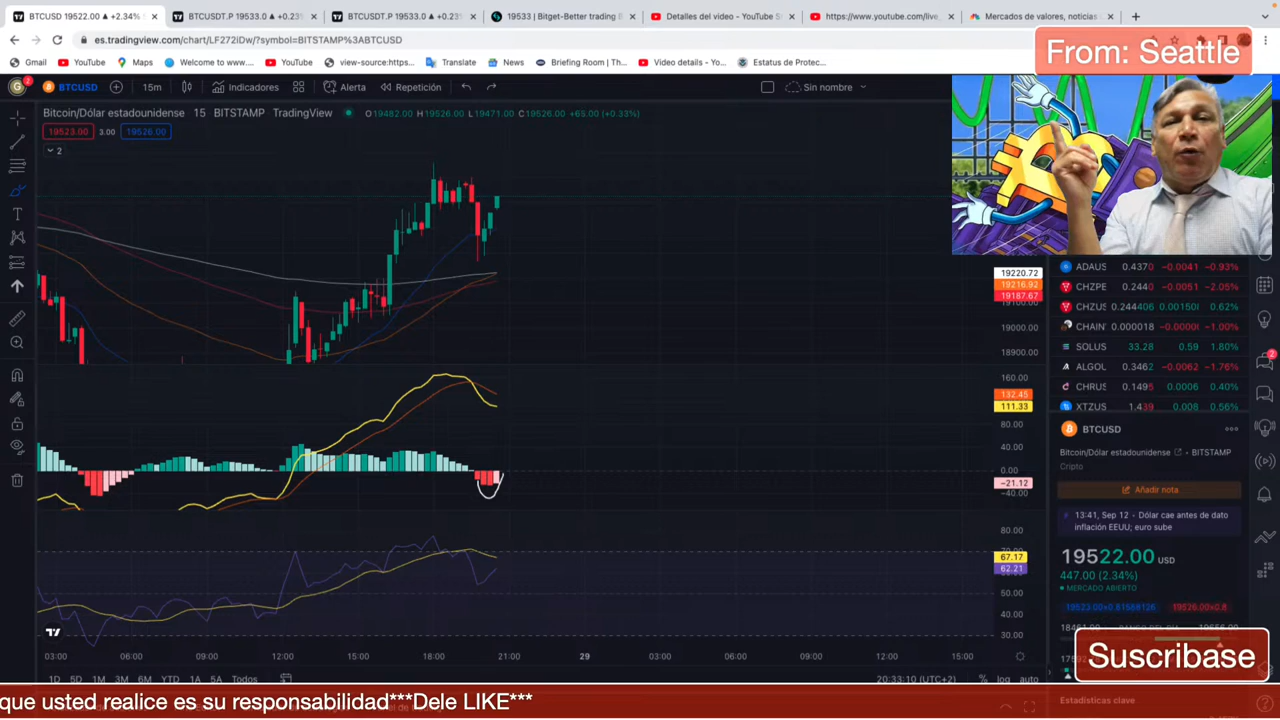 BTCUSD 19522.00 ▲ +2.34%
BTCUSDT.P 19533.0 ▲ +0.23%
BTCUSDT.P 19533.0 ▲ +0.23%
19533 | Bitget-Better trading
Detalles del video - YouTube
https://www.youtube.com/live_
Mercados de valores, noticias
es.tradingview.com/chart/LF272iDw/?symbol=BITSTAMP%3ABTCUSD
From: Seattle
Gmail
YouTube
Maps
Welcome to www....
YouTube
view-source:https...
Translate
News
Briefing Room | Th...
Video details - Yo...
Estatus de Protec...
G
2
BTCUSD
15m
Indicadores
Alerta
Repetición
Sin nombre
Bitcoin/Dólar estadounidense 15 BITSTAMP TradingView
O19482.00 H19526.00 L19471.00 C19526.00 +65.00 (+0.33%)
19523.00 3.00 19526.00
2
19220.72
19216.92
19187.67
19100.00
19000.00
18900.00
160.00
132.45
111.33
80.00
40.00
0.00
−21.12
−40.00
80.00
67.17
62.21
50.00
40.00
30.00
ADAUS 0.4370 −0.0041 −0.93%
CHZPE 0.2440 −0.0051 −2.05%
CHZUS 0.244406 0.00150 0.62%
CHAIN 0.000018 −0.0000 −1.00%
SOLUS 33.28 0.59 1.80%
ALGOL 0.3462 −0.0062 −1.76%
CHRUS 0.1495 0.0006 0.40%
XTZUS 1.439 0.008 0.56%
2
BTCUSD
Bitcoin/Dólar estadounidense • BITSTAMP
Cripto
Añadir nota
13:41, Sep 12 • Dólar cae antes de dato
inflación EEUU; euro sube
19522.00 USD
447.00 (2.34%)
MERCADO ABIERTO
03:00 06:00 09:00 12:00 15:00 18:00 21:00 29 03:00 06:00 09:00 12:00 15:00
1D 5D 1M 3M 6M YTD 1A 5A Todos
20:33:10 (UTC+2) % log auto
Suscribase
que usted realice es su responsabilidad***Dele LIKE***
Estadísticas clave